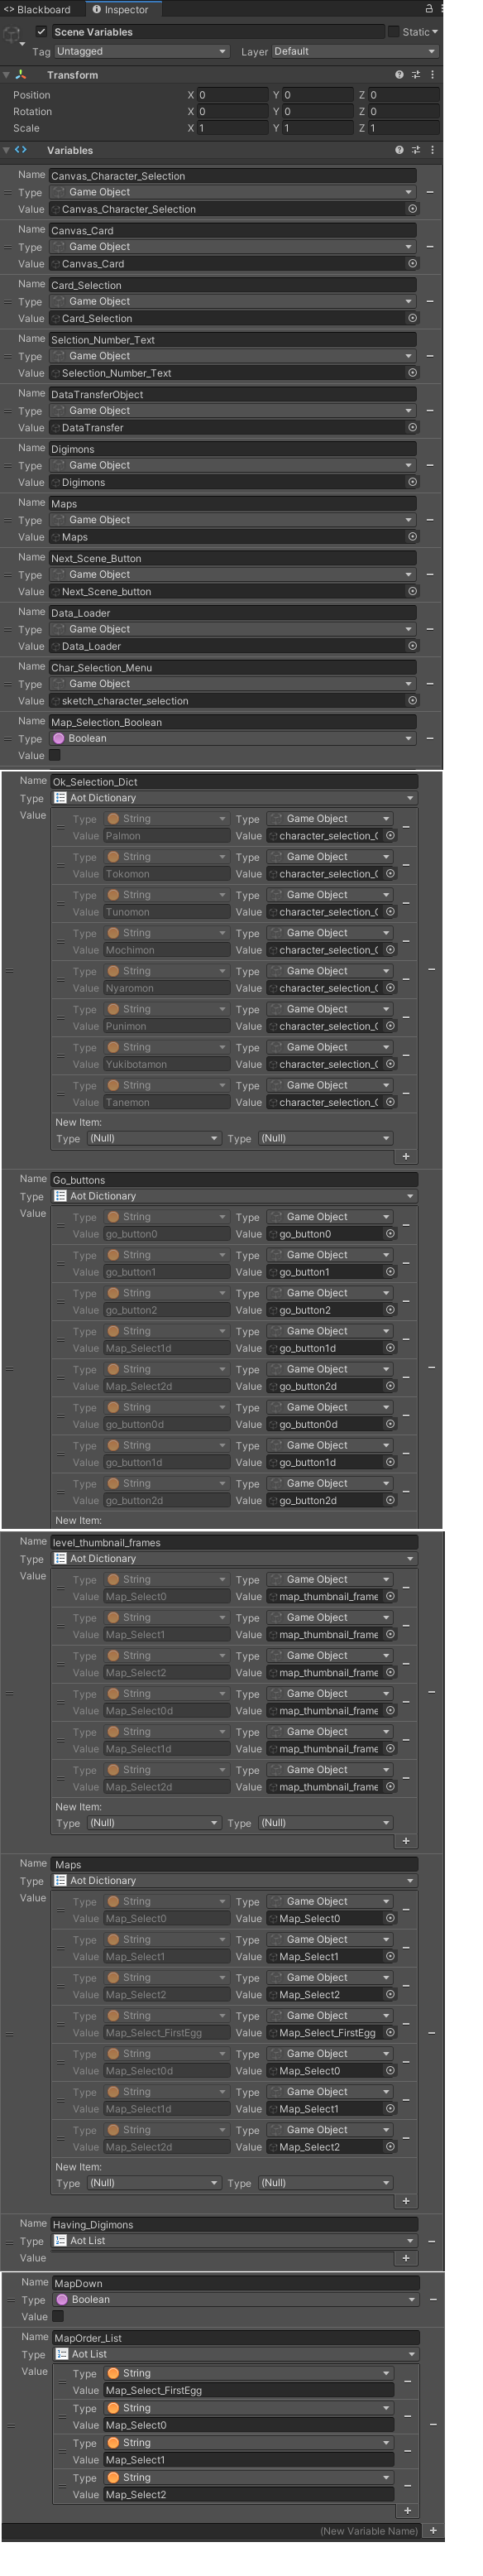 <> Blackboard Inspector
Scene Variables Static
Tag Untagged Layer Default
Transform
Position X 0 Y 0 Z 0
Rotation X 0 Y 0 Z 0
Scale X 1 Y 1 Z 1
<> Variables
Name Canvas_Character_Selection
Type Game Object
Value Canvas_Character_Selection
Name Canvas_Card
Type Game Object
Value Canvas_Card
Name Card_Selection
Type Game Object
Value Card_Selection
Name Selction_Number_Text
Type Game Object
Value Selection_Number_Text
Name DataTransferObject
Type Game Object
Value DataTransfer
Name Digimons
Type Game Object
Value Digimons
Name Maps
Type Game Object
Value Maps
Name Next_Scene_Button
Type Game Object
Value Next_Scene_button
Name Data_Loader
Type Game Object
Value Data_Loader
Name Char_Selection_Menu
Type Game Object
Value sketch_character_selection
Name Map_Selection_Boolean
Type Boolean
Value
Name Ok_Selection_Dict
Type Aot Dictionary
Value Type String Type Game Object
Value Palmon Value character_selection_(
Type String Type Game Object
Value Tokomon Value character_selection_(
Type String Type Game Object
Value Tunomon Value character_selection_(
Type String Type Game Object
Value Mochimon Value character_selection_(
Type String Type Game Object
Value Nyaromon Value character_selection_(
Type String Type Game Object
Value Punimon Value character_selection_(
Type String Type Game Object
Value Yukibotamon Value character_selection_(
Type String Type Game Object
Value Tanemon Value character_selection_(
New Item:
Type (Null) Type (Null)
+
Name Go_buttons
Type Aot Dictionary
Value Type String Type Game Object
Value go_button0 Value go_button0
Type String Type Game Object
Value go_button1 Value go_button1
Type String Type Game Object
Value go_button2 Value go_button2
Type String Type Game Object
Value Map_Select1d Value go_button1d
Type String Type Game Object
Value Map_Select2d Value go_button2d
Type String Type Game Object
Value go_button0d Value go_button0d
Type String Type Game Object
Value go_button1d Value go_button1d
Type String Type Game Object
Value go_button2d Value go_button2d
New Item:
Name level_thumbnail_frames
Type Aot Dictionary
Value Type String Type Game Object
Value Map_Select0 Value map_thumbnail_frame
Type String Type Game Object
Value Map_Select1 Value map_thumbnail_frame
Type String Type Game Object
Value Map_Select2 Value map_thumbnail_frame
Type String Type Game Object
Value Map_Select0d Value map_thumbnail_frame
Type String Type Game Object
Value Map_Select1d Value map_thumbnail_frame
Type String Type Game Object
Value Map_Select2d Value map_thumbnail_frame
New Item:
Type (Null) Type (Null)
+
Name Maps
Type Aot Dictionary
Value Type String Type Game Object
Value Map_Select0 Value Map_Select0
Type String Type Game Object
Value Map_Select1 Value Map_Select1
Type String Type Game Object
Value Map_Select2 Value Map_Select2
Type String Type Game Object
Value Map_Select_FirstEgg Value Map_Select_FirstEgg
Type String Type Game Object
Value Map_Select0d Value Map_Select0
Type String Type Game Object
Value Map_Select1d Value Map_Select1
Type String Type Game Object
Value Map_Select2d Value Map_Select2
New Item:
Type (Null) Type (Null)
+
Name Having_Digimons
Type Aot List
Value +
Name MapDown
Type Boolean
Value
Name MapOrder_List
Type Aot List
Value Type String
Value Map_Select_FirstEgg
Type String
Value Map_Select0
Type String
Value Map_Select1
Type String
Value Map_Select2
+
(New Variable Name) +